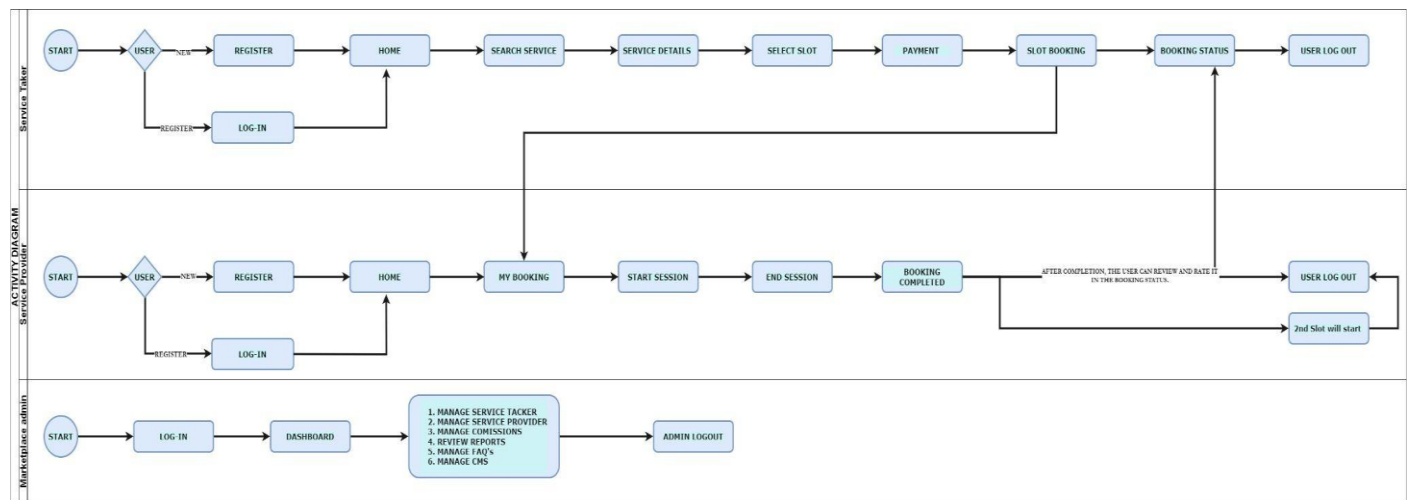 ACTIVITY DIAGRAM
Service Taker
START
USER
NEW
REGISTER
HOME
SEARCH SERVICE
SERVICE DETAILS
SELECT SLOT
PAYMENT
SLOT BOOKING
BOOKING STATUS
USER LOG OUT
REGISTER
LOG-IN
Service Provider
START
USER
NEW
REGISTER
HOME
MY BOOKING
START SESSION
END SESSION
BOOKING
COMPLETED
AFTER COMPLETION, THE USER CAN REVIEW AND RATE IT
IN THE BOOKING STATUS.
USER LOG OUT
REGISTER
LOG-IN
2nd Slot will start
Marketplace admin
START
LOG-IN
DASHBOARD
1. MANAGE SERVICE TACKER
2. MANAGE SERVICE PROVIDER
3. MANAGE COMISSIONS
4. REVIEW REPORTS
5. MANAGE FAQ's
6. MANAGE CMS
ADMIN LOGOUT